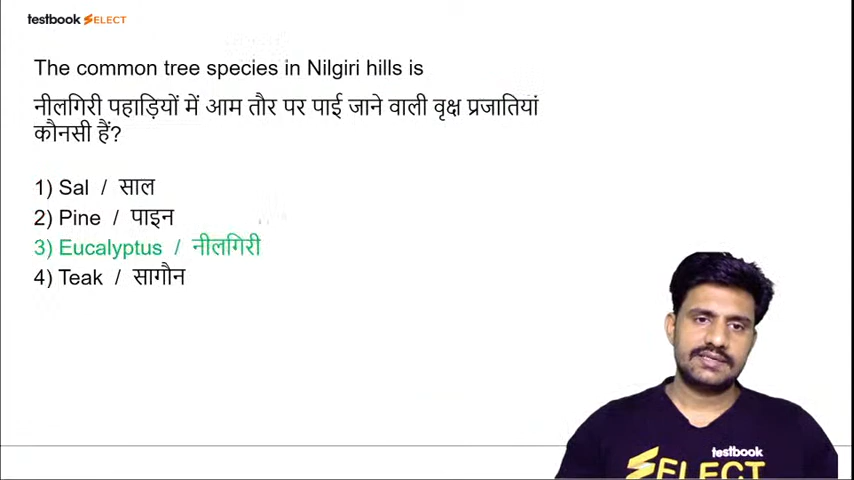 testbook SELECT
The common tree species in Nilgiri hills is
नीलगिरी पहाड़ियों में आम तौर पर पाई जाने वाली वृक्ष प्रजातियां
कौनसी हैं?
1) Sal / साल
2) Pine / पाइन
3) Eucalyptus / नीलगिरी
4) Teak / सागौन
testbook
SELECT